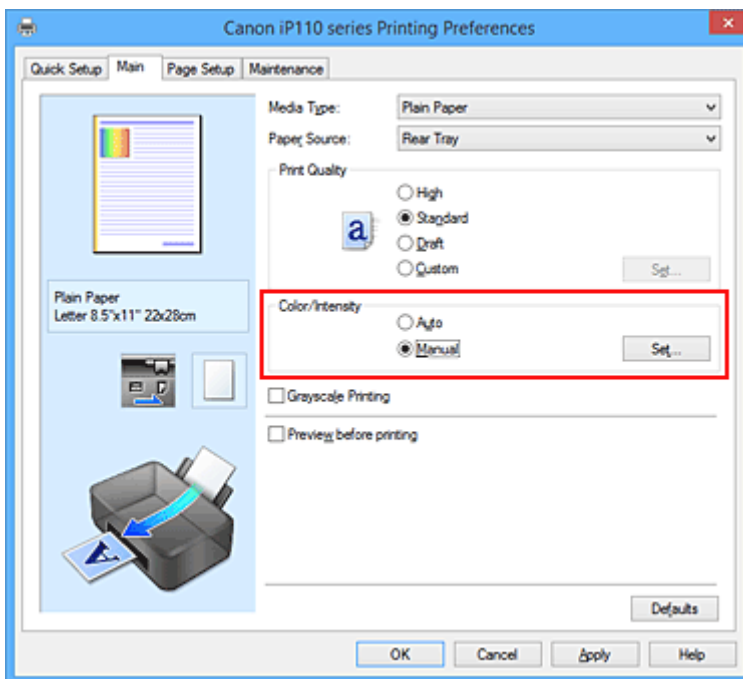 Canon iP110 series Printing Preferences
Quick Setup Main Page Setup Maintenance
Media Type: Plain Paper
Paper Source: Rear Tray
Print Quality
High
a Standard
Draft
Custom Set...
Plain Paper
Letter 8.5"x11" 22x28cm
Color/Intensity
Auto
Manual Set...
Grayscale Printing
Preview before printing
A
Defaults
OK Cancel Apply Help